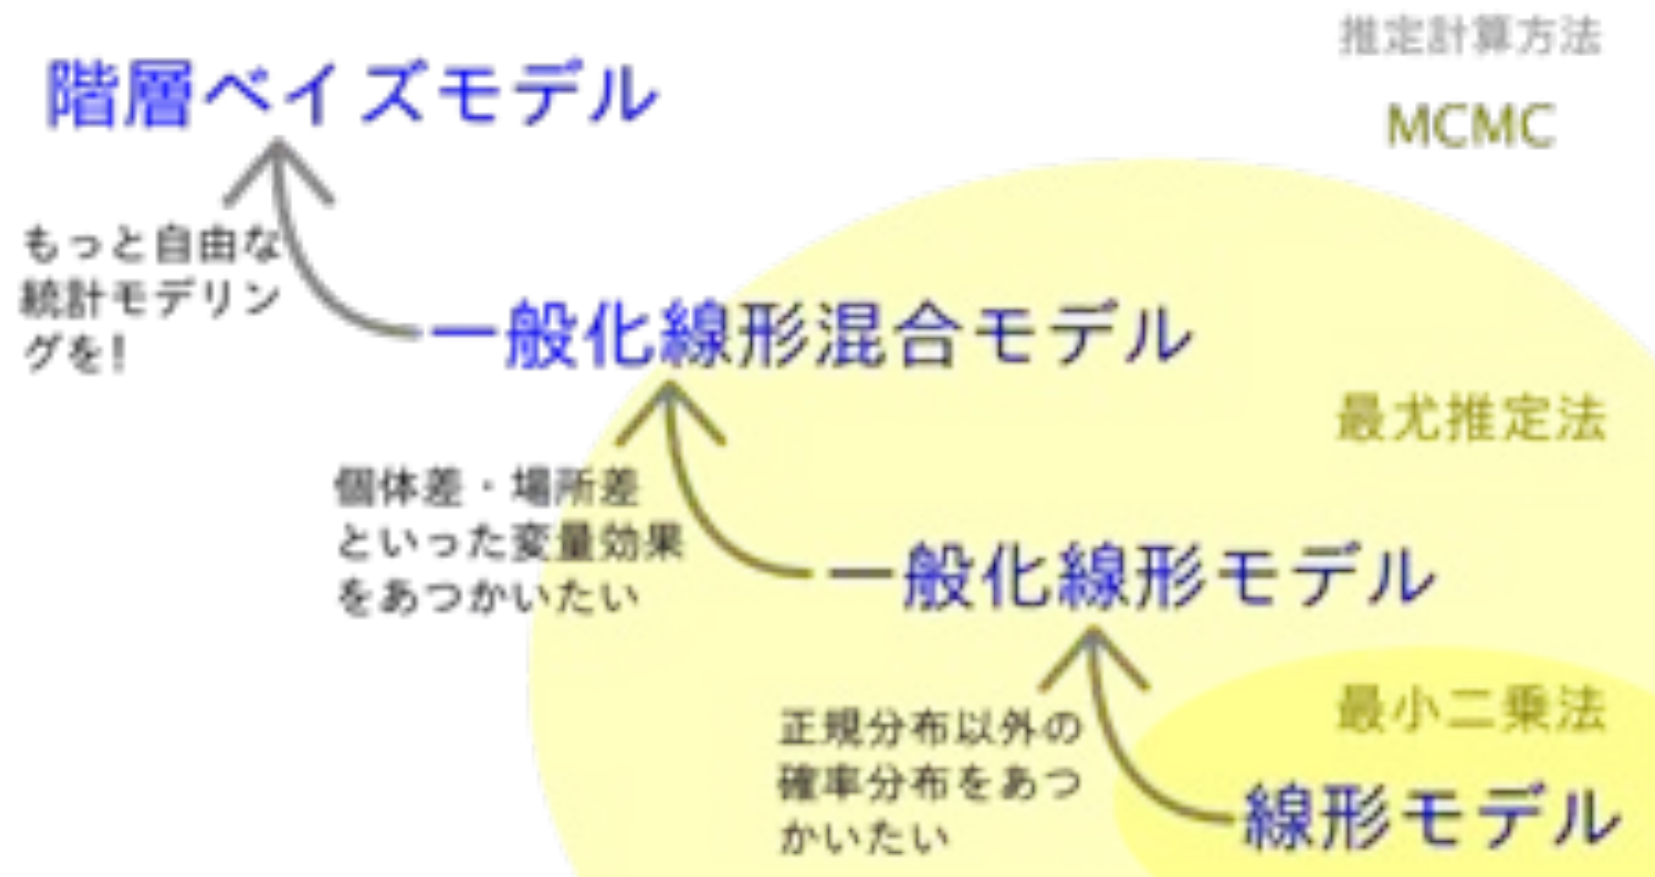 推定計算方法
階層ベイズモデル
MCMC
もっと自由な
統計モデリン
グを!
一般化線形混合モデル
最尤推定法
個体差・場所差
といった変量効果
をあつかいたい
一般化線形モデル
最小二乗法
正規分布以外の
確率分布をあつ
かいたい
線形モデル